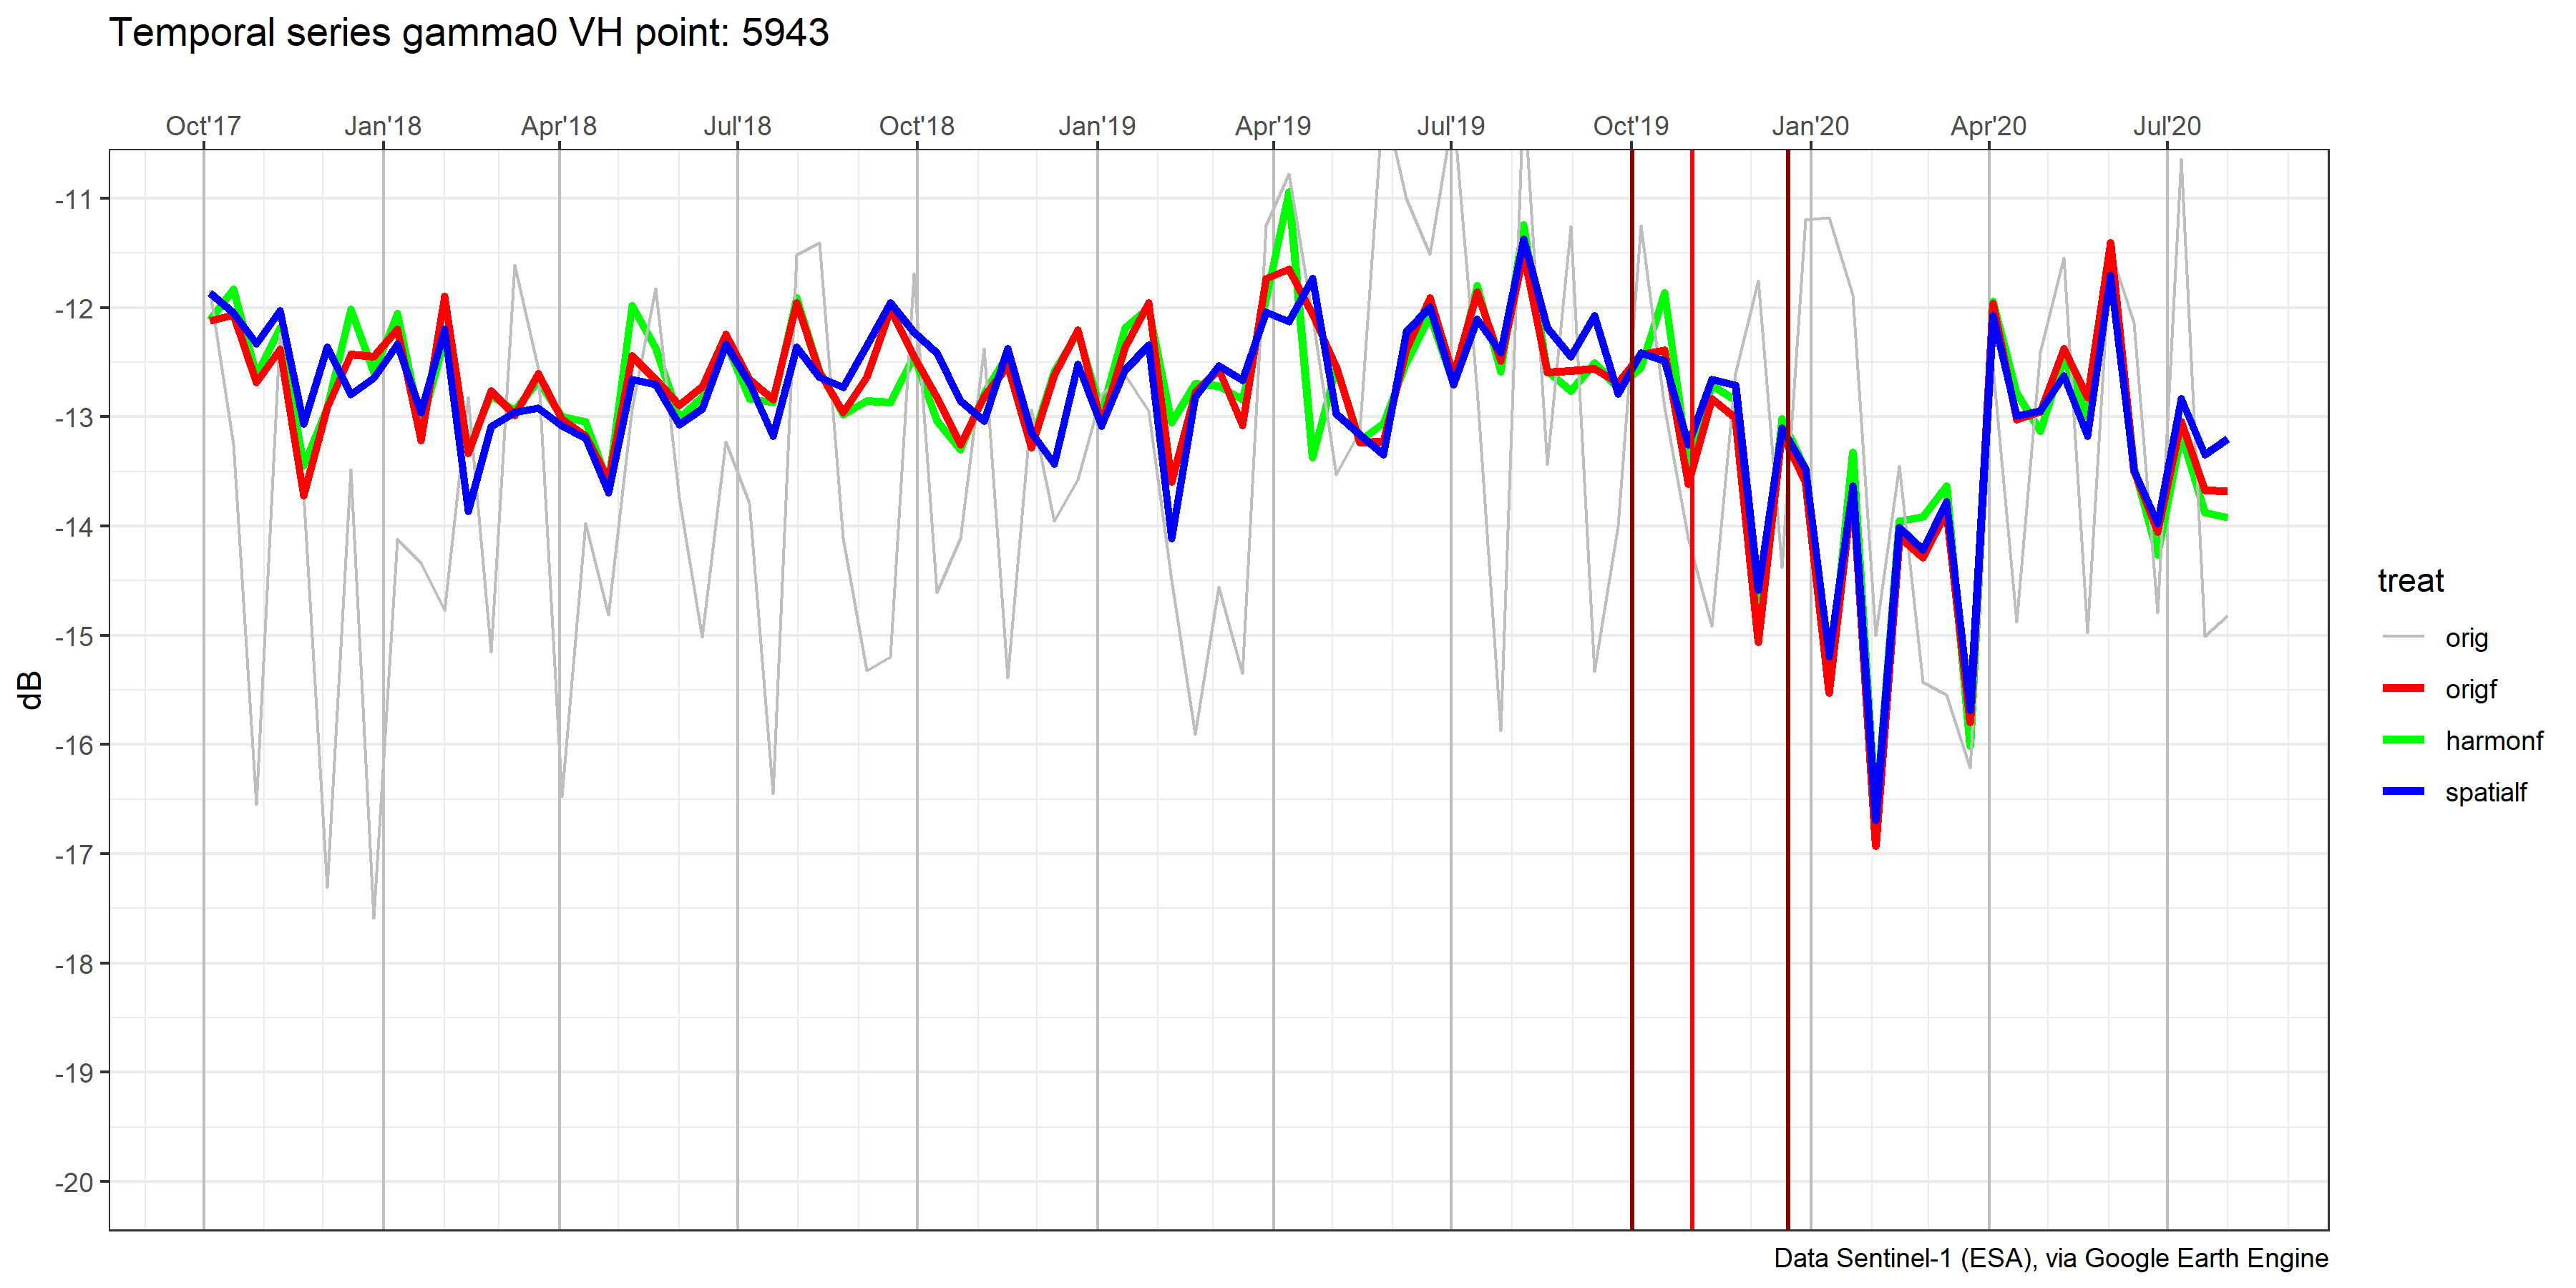 Temporal series gamma0 VH point: 5943
Oct'17 Jan'18 Apr'18 Jul'18 Oct'18 Jan'19 Apr'19 Jul'19 Oct'19 Jan'20 Apr'20 Jul'20
-11
-12
-13
-14
-15
-16
-17
-18
-19
-20
dB
treat
orig
origf
harmonf
spatialf
Data Sentinel-1 (ESA), via Google Earth Engine